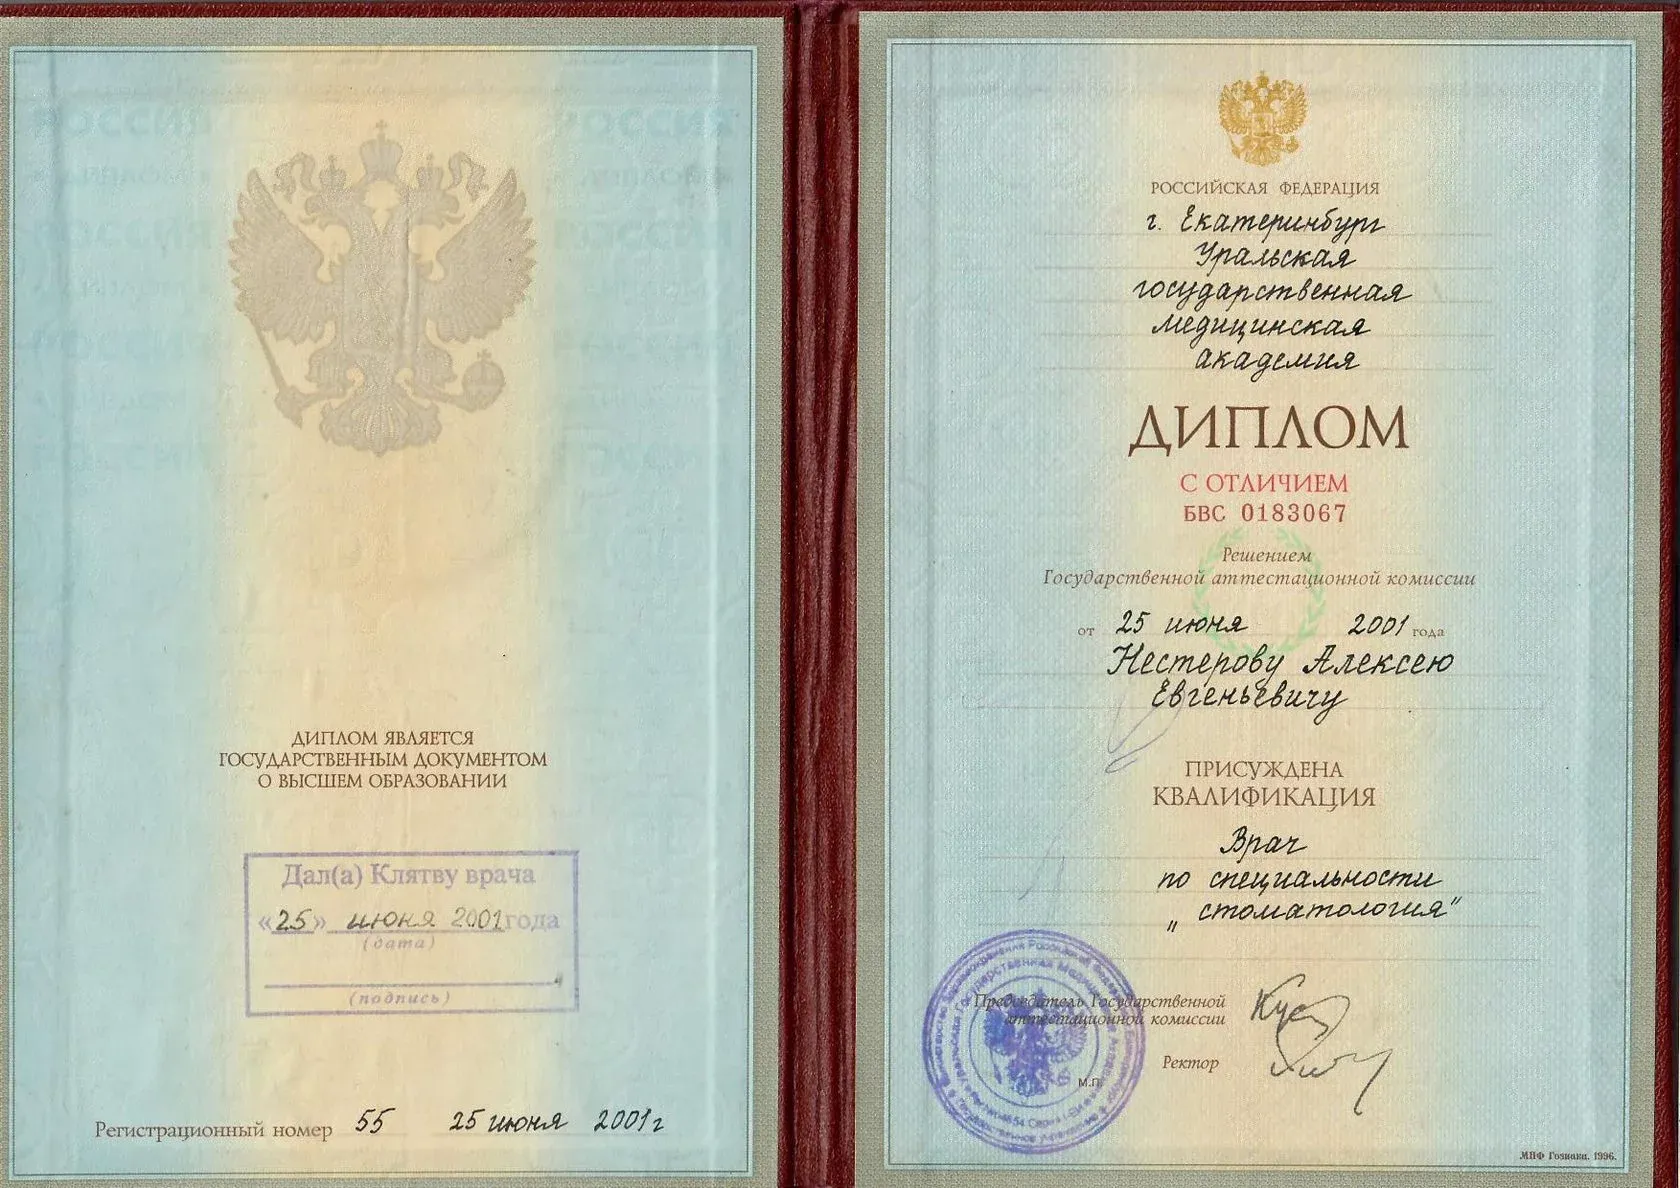 ДИПЛОМ ЯВЛЯЕТСЯ
ГОСУДАРСТВЕННЫМ ДОКУМЕНТОМ
О ВЫСШЕМ ОБРАЗОВАНИИ
Дал(а) Клятву врача
«25» июня 2001 года
(дата)
(подпись)
Регистрационный номер 55 25 июня 2001 г
РОССИЙСКАЯ ФЕДЕРАЦИЯ
г. Екатеринбург
Уральская
государственная
медицинская
академия
ДИПЛОМ
С ОТЛИЧИЕМ
БВС 0183067
Решением
Государственной аттестационной комиссии
от 25 июня 2001 года
Нестерову Алексею
Евгеньевичу
ПРИСУЖДЕНА
КВАЛИФИКАЦИЯ
Врач
по специальности
„стоматология"
Председатель Государственной
аттестационной комиссии
Ректор
М.П.
МПФ Гознака. 1996.